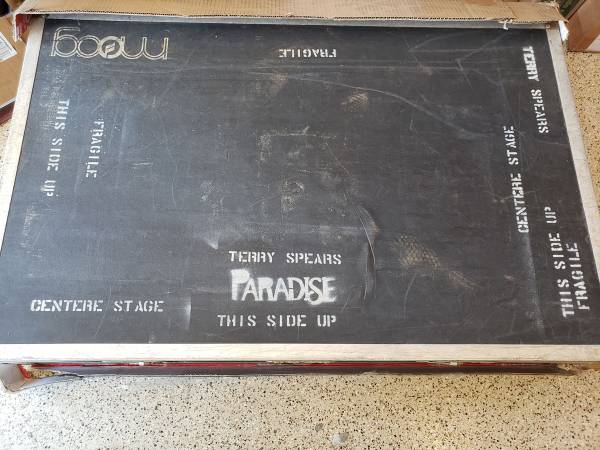 moog
FRAGILE
TERRY SPEARS
THIS SIDE UP
FRAGILE
CENTERE STAGE
THIS SIDE UP
FRAGILE
TERRY SPEARS
PARADISE
CENTERE STAGE
THIS SIDE UP